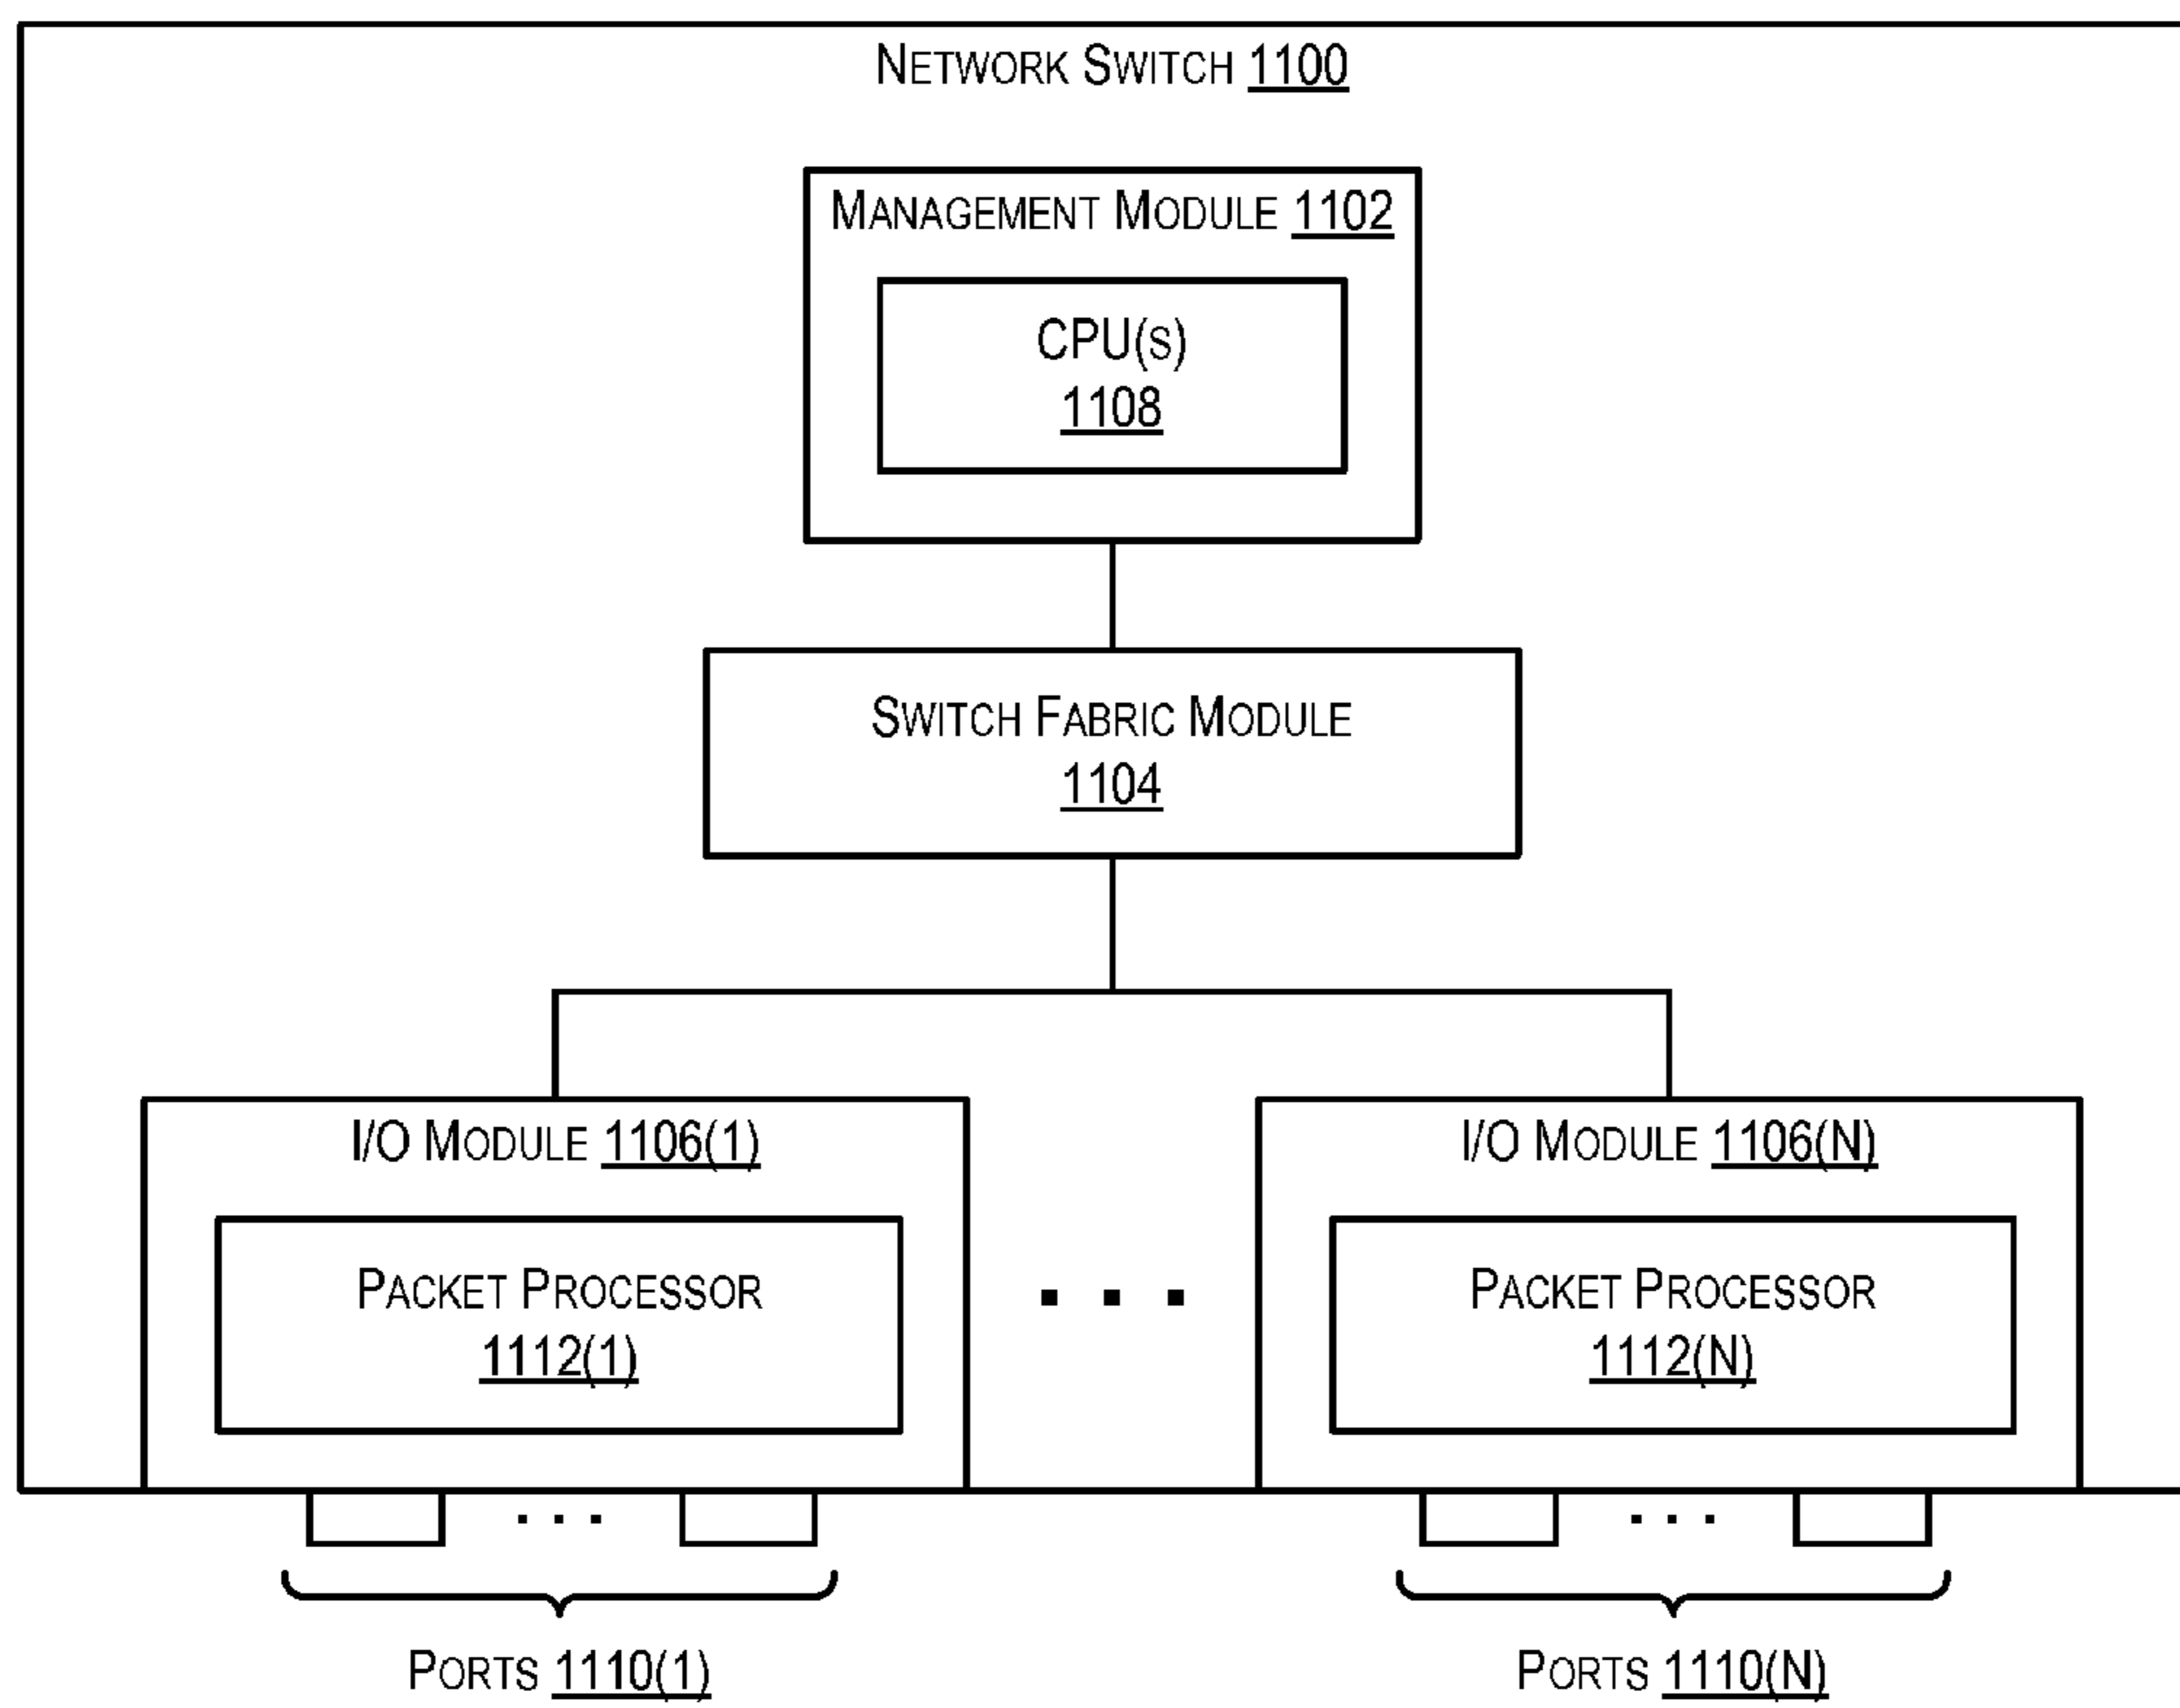 Network Switch 1100
Management Module 1102
CPU(s)
1108
Switch Fabric Module
1104
I/O Module 1106(1)
I/O Module 1106(N)
Packet Processor
1112(1)
Packet Processor
1112(N)
Ports 1110(1)
Ports 1110(N)